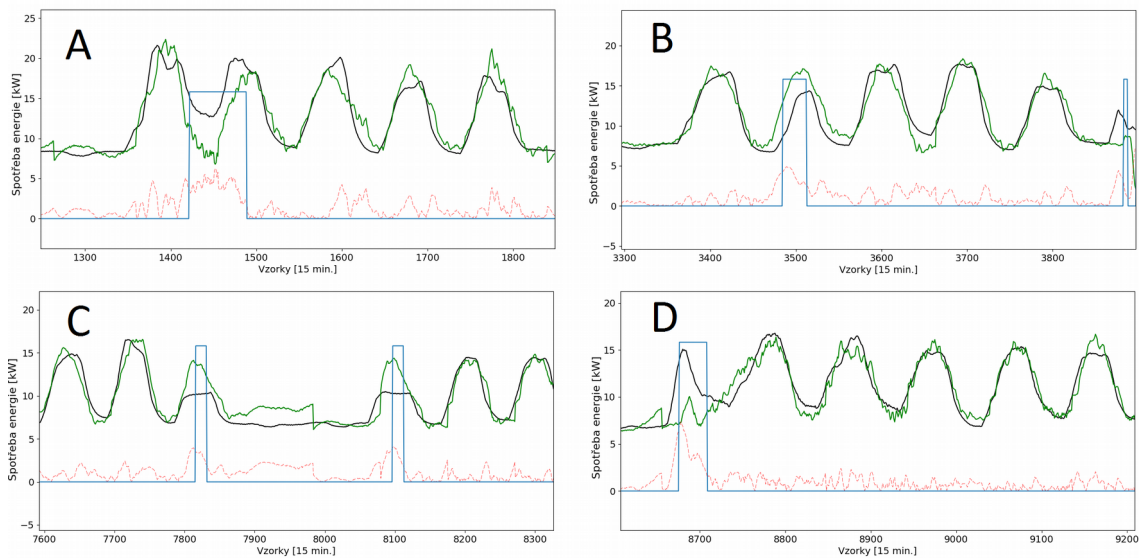 A
25
20
15
10
5
0
Spotřeba energie [kW]
1300 1400 1500 1600 1700 1800
Vzorky [15 min.]
B
20
15
10
5
0
−5
Spotřeba energie [kW]
3300 3400 3500 3600 3700 3800
Vzorky [15 min.]
C
20
15
10
5
0
−5
Spotřeba energie [kW]
7600 7700 7800 7900 8000 8100 8200 8300
Vzorky [15 min.]
D
20
15
10
5
0
Spotřeba energie [kW]
8700 8800 8900 9000 9100 9200
Vzorky [15 min.]